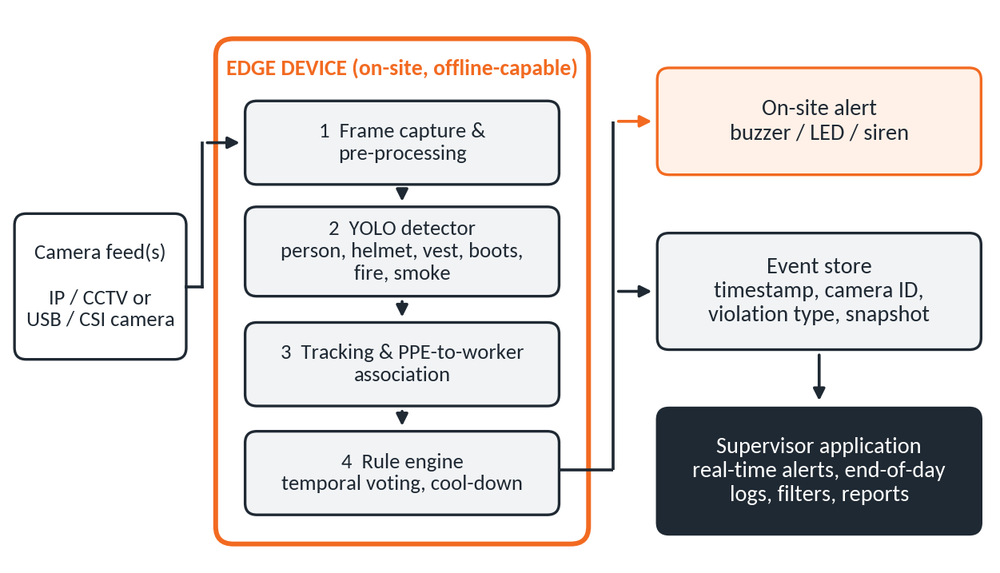 EDGE DEVICE (on-site, offline-capable)
1 Frame capture &
pre-processing
2 YOLO detector
person, helmet, vest, boots,
fire, smoke
3 Tracking & PPE-to-worker
association
4 Rule engine
temporal voting, cool-down
Camera feed(s)
IP / CCTV or
USB / CSI camera
On-site alert
buzzer / LED / siren
Event store
timestamp, camera ID,
violation type, snapshot
Supervisor application
real-time alerts, end-of-day
logs, filters, reports